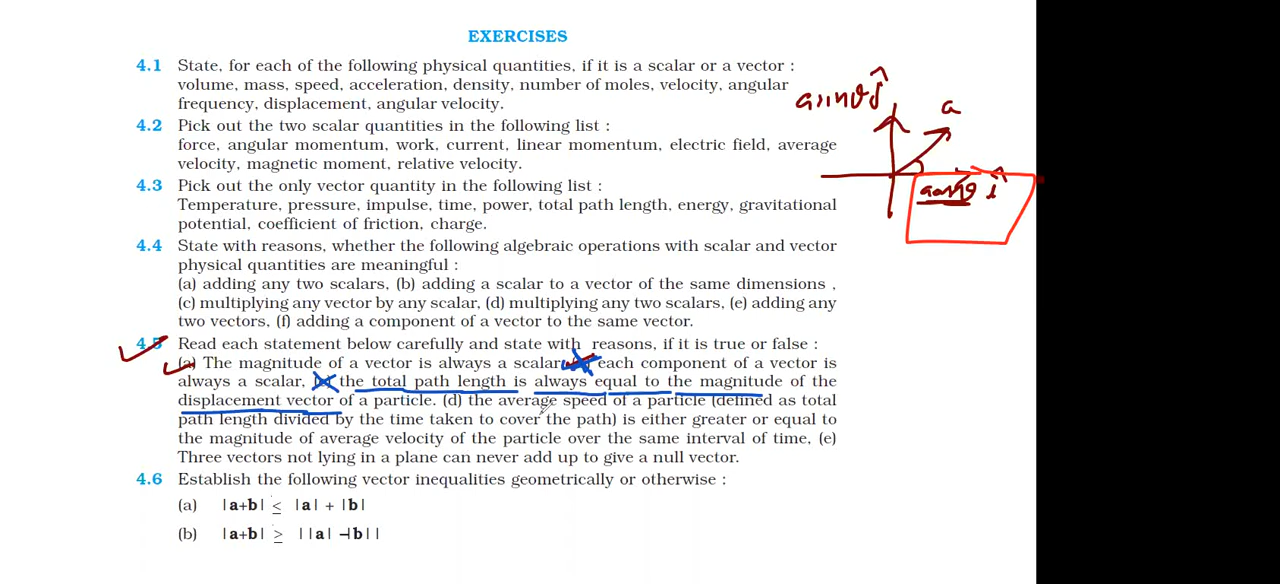 EXERCISES
4.1 State, for each of the following physical quantities, if it is a scalar or a vector :
volume, mass, speed, acceleration, density, number of moles, velocity, angular
frequency, displacement, angular velocity.
4.2 Pick out the two scalar quantities in the following list :
force, angular momentum, work, current, linear momentum, electric field, average
velocity, magnetic moment, relative velocity.
4.3 Pick out the only vector quantity in the following list :
Temperature, pressure, impulse, time, power, total path length, energy, gravitational
potential, coefficient of friction, charge.
4.4 State with reasons, whether the following algebraic operations with scalar and vector
physical quantities are meaningful :
(a) adding any two scalars, (b) adding a scalar to a vector of the same dimensions ,
(c) multiplying any vector by any scalar, (d) multiplying any two scalars, (e) adding any
two vectors, (f) adding a component of a vector to the same vector.
4.5 Read each statement below carefully and state with reasons, if it is true or false :
(a) The magnitude of a vector is always a scalar, each component of a vector is
always a scalar, the total path length is always equal to the magnitude of the
displacement vector of a particle. (d) the average speed of a particle (defined as total
path length divided by the time taken to cover the path) is either greater or equal to
the magnitude of average velocity of the particle over the same interval of time, (e)
Three vectors not lying in a plane can never add up to give a null vector.
4.6 Establish the following vector inequalities geometrically or otherwise :
(a) |a+b| ≤ |a| + |b|
(b) |a+b| ≥ ||a| −|b||
a sinθ ĵ
a
a cosθ î